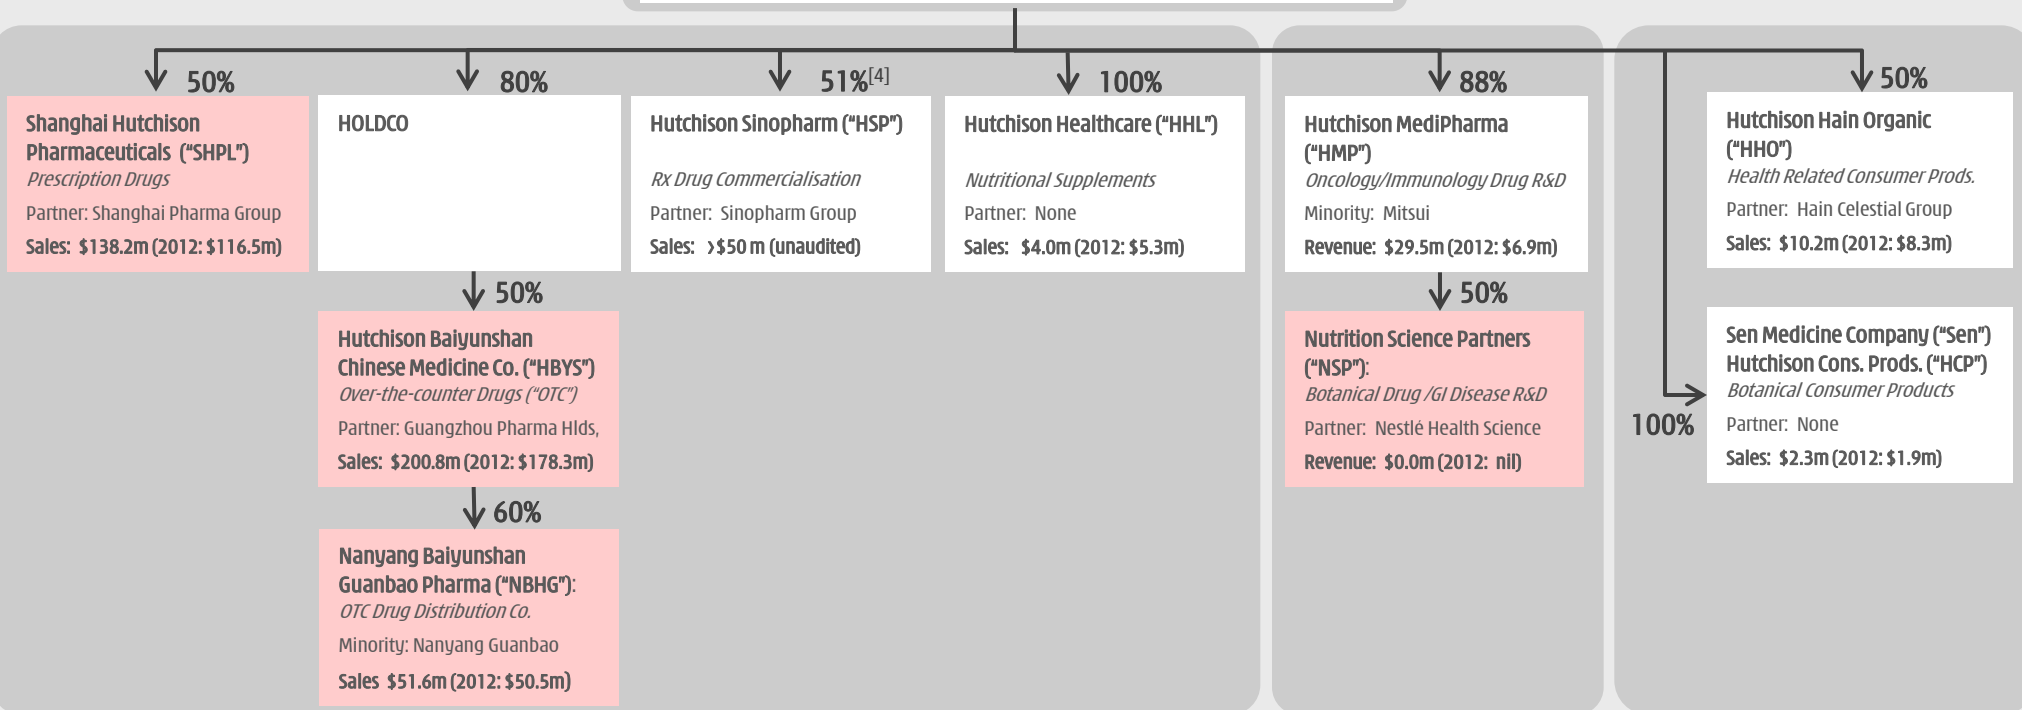 50%
Shanghai Hutchison
Pharmaceuticals ("SHPL")
Prescription Drugs
Partner: Shanghai Pharma Group
Sales: $138.2m (2012: $116.5m)
80%
HOLDCO
50%
Hutchison Baiyunshan
Chinese Medicine Co. ("HBYS")
Over-the-counter Drugs ("OTC")
Partner: Guangzhou Pharma Hlds,
Sales: $200.8m (2012: $178.3m)
60%
Nanyang Baiyunshan
Guanbao Pharma ("NBHG"):
OTC Drug Distribution Co.
Minority: Nanyang Guanbao
Sales $51.6m (2012: $50.5m)
51%[4]
Hutchison Sinopharm ("HSP")
Rx Drug Commercialisation
Partner: Sinopharm Group
Sales: >$50 m (unaudited)
100%
Hutchison Healthcare ("HHL")
Nutritional Supplements
Partner: None
Sales: $4.0m (2012: $5.3m)
88%
Hutchison MediPharma
("HMP")
Oncology/Immunology Drug R&D
Minority: Mitsui
Revenue: $29.5m (2012: $6.9m)
50%
Nutrition Science Partners
("NSP"):
Botanical Drug /GI Disease R&D
Partner: Nestlé Health Science
Revenue: $0.0m (2012: nil)
50%
Hutchison Hain Organic
("HHO")
Health Related Consumer Prods.
Partner: Hain Celestial Group
Sales: $10.2m (2012: $8.3m)
100%
Sen Medicine Company ("Sen")
Hutchison Cons. Prods. ("HCP")
Botanical Consumer Products
Partner: None
Sales: $2.3m (2012: $1.9m)